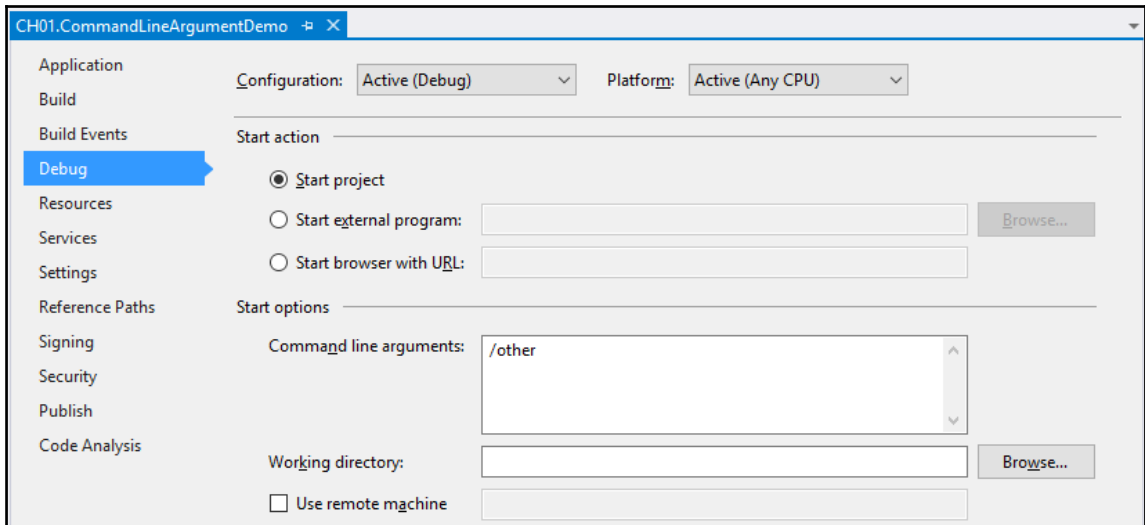 CH01.CommandLineArgumentDemo
Application
Build
Build Events
Debug
Resources
Services
Settings
Reference Paths
Signing
Security
Publish
Code Analysis
Configuration: Active (Debug) Platform: Active (Any CPU)
Start action
Start project
Start external program: Browse...
Start browser with URL:
Start options
Command line arguments: /other
Working directory: Browse...
Use remote machine